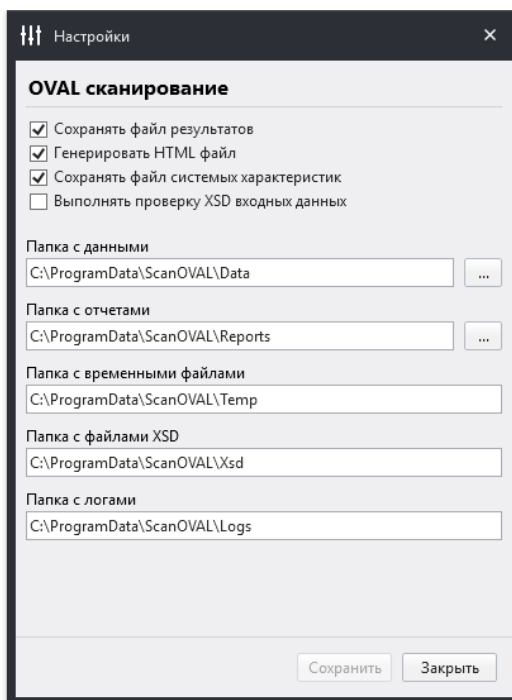 Настройки
OVAL сканирование
Сохранять файл результатов
Генерировать HTML файл
Сохранять файл системых характеристик
Выполнять проверку XSD входных данных
Папка с данными
C:\ProgramData\ScanOVAL\Data
...
Папка с отчетами
C:\ProgramData\ScanOVAL\Reports
...
Папка с временными файлами
C:\ProgramData\ScanOVAL\Temp
Папка с файлами XSD
C:\ProgramData\ScanOVAL\Xsd
Папка с логами
C:\ProgramData\ScanOVAL\Logs
Сохранить
Закрыть